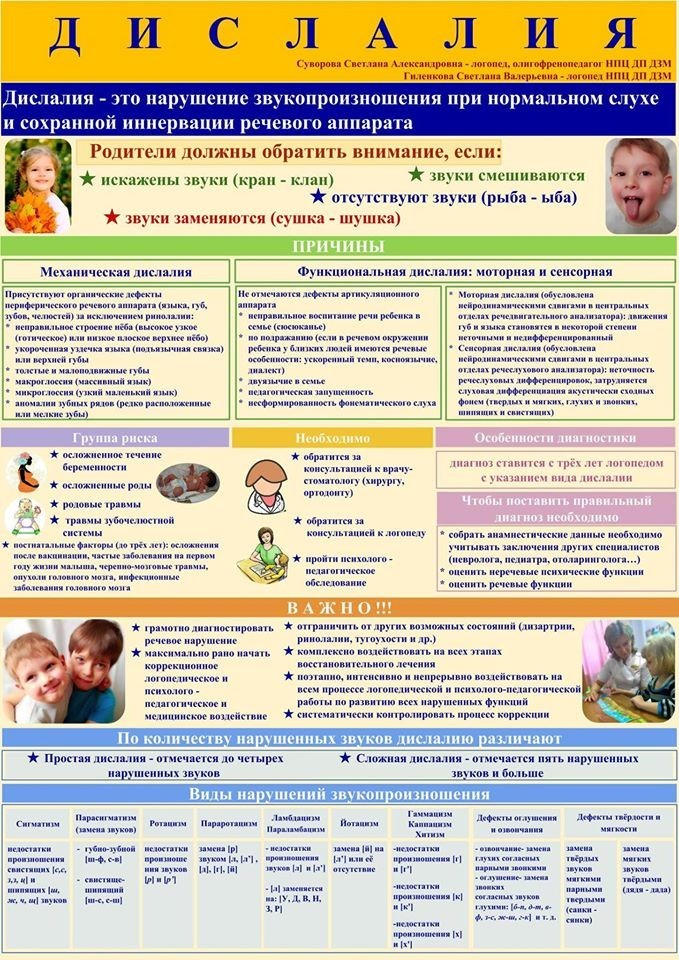 ДИСЛАЛИЯ
Суворова Светлана Александровна - логопед, олигофренопедагог НПЦ ДП ДЗМ
Гиленкова Светлана Валерьевна - логопед НПЦ ДП ДЗМ
Дислалия - это нарушение звукопроизношения при нормальном слухе
и сохранной иннервации речевого аппарата
Родители должны обратить внимание, если:
★ искажены звуки (кран - клан)
★ звуки смешиваются
★ отсутствуют звуки (рыба - ыба)
★ звуки заменяются (сушка - шушка)
ПРИЧИНЫ
Механическая дислалия
Присутствуют органические дефекты
периферического речевого аппарата (языка, губ,
зубов, челюстей) за исключением ринолалии:
* неправильное строение нёба (высокое узкое
(готическое) или низкое плоское верхнее нёбо)
* укороченная уздечка языка (подъязычная связка)
или верхней губы
* толстые и малоподвижные губы
* макроглоссия (массивный язык)
* микроглоссия (узкий маленький язык)
* аномалии зубных рядов (редко расположенные
или мелкие зубы)
Функциональная дислалия: моторная и сенсорная
Не отмечаются дефекты артикуляционного
аппарата
* неправильное воспитание речи ребенка в
семье (сюсюканье)
* по подражанию (если в речевом окружении
ребенка у близких людей имеются речевые
особенности: ускоренный темп, косноязычие,
диалект)
* двуязычие в семье
* педагогическая запущенность
* несформированность фонематического слуха
* Моторная дислалия (обусловлена
нейродинамическими сдвигами в центральных
отделах речедвигательного анализатора): движения
губ и языка становятся в некоторой степени
неточными и недифференцированный
* Сенсорная дислалия (обусловлена
нейродинамическими сдвигами в центральных
отделах речеслухового анализатора): неточность
речеслуховых дифференцировок, затрудняется
слуховая дифференциация акустически сходных
фонем (твердых и мягких, глухих и звонких,
шипящих и свистящих)
Группа риска
★ осложненное течение
беременности
★ осложненные роды
★ родовые травмы
★ травмы зубочелюстной
системы
★ постнатальные факторы (до трёх лет): осложнения
после вакцинации, частые заболевания на первом
году жизни малыша, черепно-мозговые травмы,
опухоли головного мозга, инфекционные
заболевания головного мозга
Необходимо
★ обратится за
консультацией к врачу-
стоматологу (хирургу,
ортодонту)
★ обратится за
консультацией к логопеду
★ пройти психолого -
педагогическое
обследование
Особенности диагностики
диагноз ставится с трёх лет логопедом
с указанием вида дислалии
Чтобы поставить правильный
диагноз необходимо
* собрать анамнестические данные необходимо
учитывать заключения других специалистов
(невролога, педиатра, отоларинголога…)
* оценить неречевые психические функции
* оценить речевые функции
ВАЖНО!!!
★ грамотно диагностировать
речевое нарушение
★ максимально рано начать
коррекционное
логопедическое и
психолого -
педагогическое и
медицинское воздействие
★ отграничить от других возможных состояний (дизартрии,
ринолалии, тугоухости и др.)
★ комплексно воздействовать на всех этапах
восстановительного лечения
★ поэтапно, интенсивно и непрерывно воздействовать на
всем процессе логопедической и психолого-педагогической
работы по развитию всех нарушенных функций
★ систематически контролировать процесс коррекции
По количеству нарушенных звуков дислалию различают
★ Простая дислалия - отмечается до четырех
нарушенных звуков
★ Сложная дислалия - отмечается пять нарушенных
звуков и больше
Виды нарушений звукопроизношения
Сигматизм
недостатки
произношения
свистящих [с,с,
з,з, ц] и
шипящих [ш,
ж, ч, щ] звуков
Парасигматизм
(замена звуков)
- губно-зубной
[ш-ф, с-в]
- свистяще-
шипящий
[ш-с, с-ш]
Ротацизм
недостатки
произноше
ния звуков
[р] и [р’]
Параротацизм
замена [р]
звуком [л, л’] ,
[д], [г], [й]
Ламбдацизм
Параламбдацизм
- недостатки
произношения
звуков [л] и [л’]
- [л] заменяется
на: [У, Д, В, Н,
З, Р]
Йотацизм
замена [й] на
[л’] или её
отсутствие
Гаммацизм
Каппацизм
Хитизм
-недостатки
произношения [г]
и [г’]
-недостатки
произношения [к]
и [к’]
-недостатки
произношения [х]
и [х’]
Дефекты оглушения
и озвончания
- озвончание- замена
глухих согласных
парными звонкими
- оглушение- замена
звонких
согласных звуков
глухими: [б-п, д-т, в-
ф, з-с, ж-ш, г-к] и т. д.
Дефекты твёрдости и
мягкости
замена
твёрдых
звуков
мягкими
парными
твердыми
(санки -
сянки)
замена
мягких
звуков
твёрдыми
(дядя - дада)